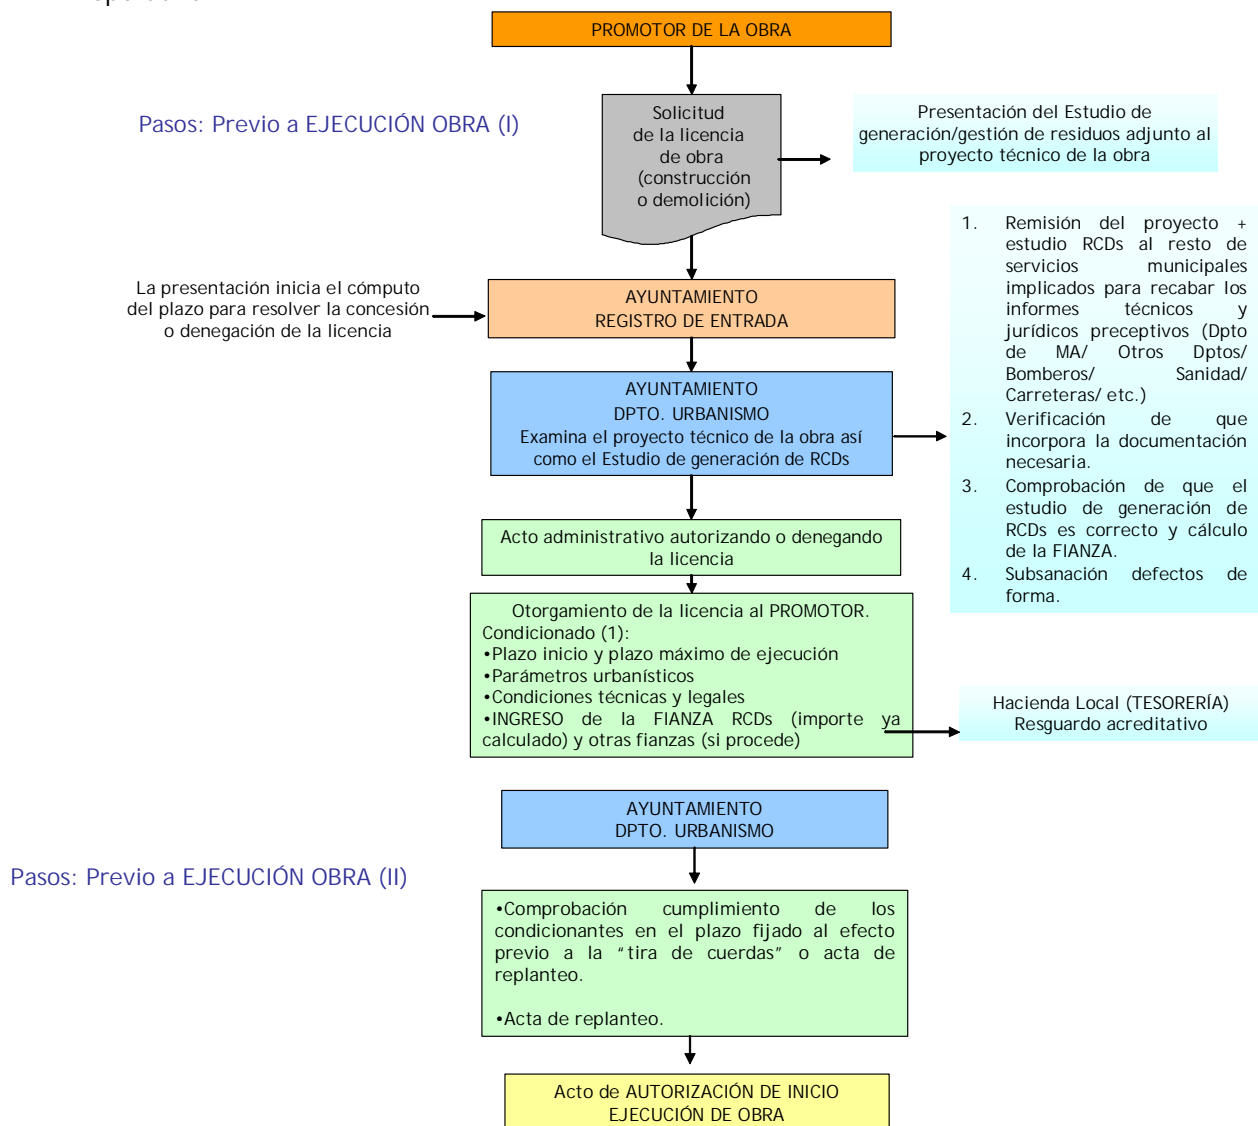 PROMOTOR DE LA OBRA
Pasos: Previo a EJECUCIÓN OBRA (I)
Solicitud
de la licencia
de obra
(construcción
o demolición)
Presentación del Estudio de
generación/gestión de residuos adjunto al
proyecto técnico de la obra
La presentación inicia el cómputo
del plazo para resolver la concesión
o denegación de la licencia
AYUNTAMIENTO
REGISTRO DE ENTRADA
AYUNTAMIENTO
DPTO. URBANISMO
Examina el proyecto técnico de la obra así
como el Estudio de generación de RCDs
1. Remisión del proyecto +
estudio RCDs al resto de
servicios municipales
implicados para recabar los
informes técnicos y
jurídicos preceptivos (Dpto
de MA/ Otros Dptos/
Bomberos/ Sanidad/
Carreteras/ etc.)
2. Verificación de que
incorpora la documentación
necesaria.
3. Comprobación de que el
estudio de generación de
RCDs es correcto y cálculo
de la FIANZA.
4. Subsanación defectos de
forma.
Acto administrativo autorizando o denegando
la licencia
Otorgamiento de la licencia al PROMOTOR.
Condicionado (1):
•Plazo inicio y plazo máximo de ejecución
•Parámetros urbanísticos
•Condiciones técnicas y legales
•INGRESO de la FIANZA RCDs (importe ya
calculado) y otras fianzas (si procede)
Hacienda Local (TESORERÍA)
Resguardo acreditativo
AYUNTAMIENTO
DPTO. URBANISMO
Pasos: Previo a EJECUCIÓN OBRA (II)
•Comprobación cumplimiento de los
condicionantes en el plazo fijado al efecto
previo a la "tira de cuerdas" o acta de
replanteo.
•Acta de replanteo.
Acto de AUTORIZACIÓN DE INICIO
EJECUCIÓN DE OBRA